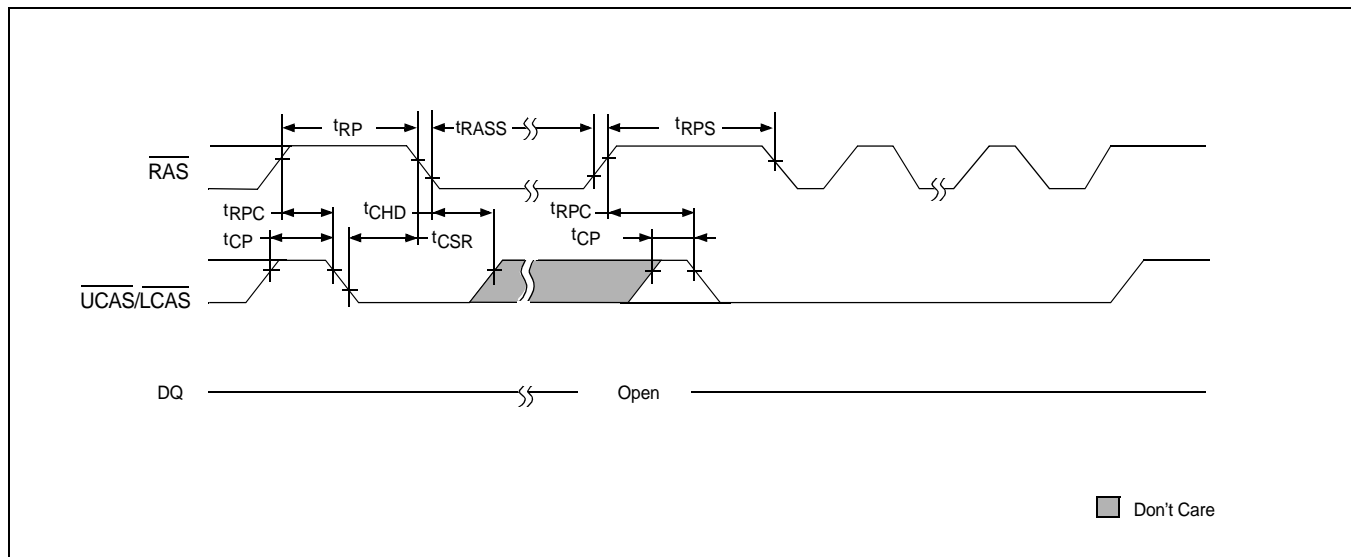 tRP tRASS tRPS
RAS
tRPC tCHD tRPC
tCP tCSR tCP
UCAS/LCAS
DQ Open
Don't Care